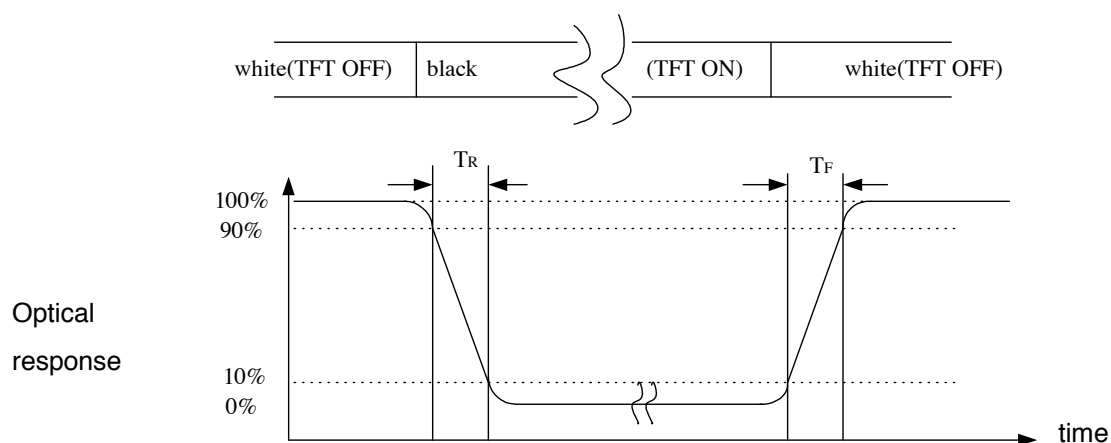 white(TFT OFF) black (TFT ON) white(TFT OFF)
TR TF
100%
90%
Optical
response
10%
0%
time